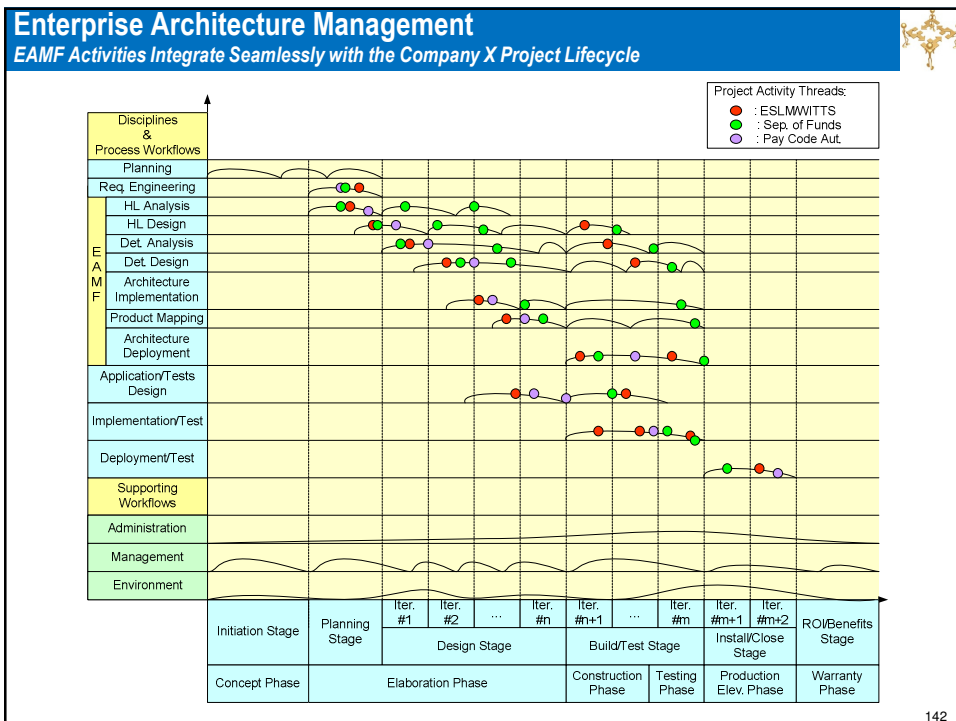 Enterprise Architecture Management
EAMF Activities Integrate Seamlessly with the Company X Project Lifecycle
Project Activity Threads:
: ESLM/WITTS
: Sep. of Funds
: Pay Code Aut.
Disciplines
&
Process Workflows
Planning
Req. Engineering
E
A
M
F
HL Analysis
HL Design
Det. Analysis
Det. Design
Architecture
Implementation
Product Mapping
Architecture
Deployment
Application/Tests
Design
Implementation/Test
Deployment/Test
Supporting
Workflows
Administration
Management
Environment
Initiation Stage
Planning
Stage
Iter.
#1
Iter.
#2
...
Iter.
#n
Iter.
#n+1
...
Iter.
#m
Iter.
#m+1
Iter.
#m+2
ROI/Benefits
Stage
Design Stage
Build/Test Stage
Install/Close
Stage
Concept Phase
Elaboration Phase
Construction
Phase
Testing
Phase
Production
Elev. Phase
Warranty
Phase
142